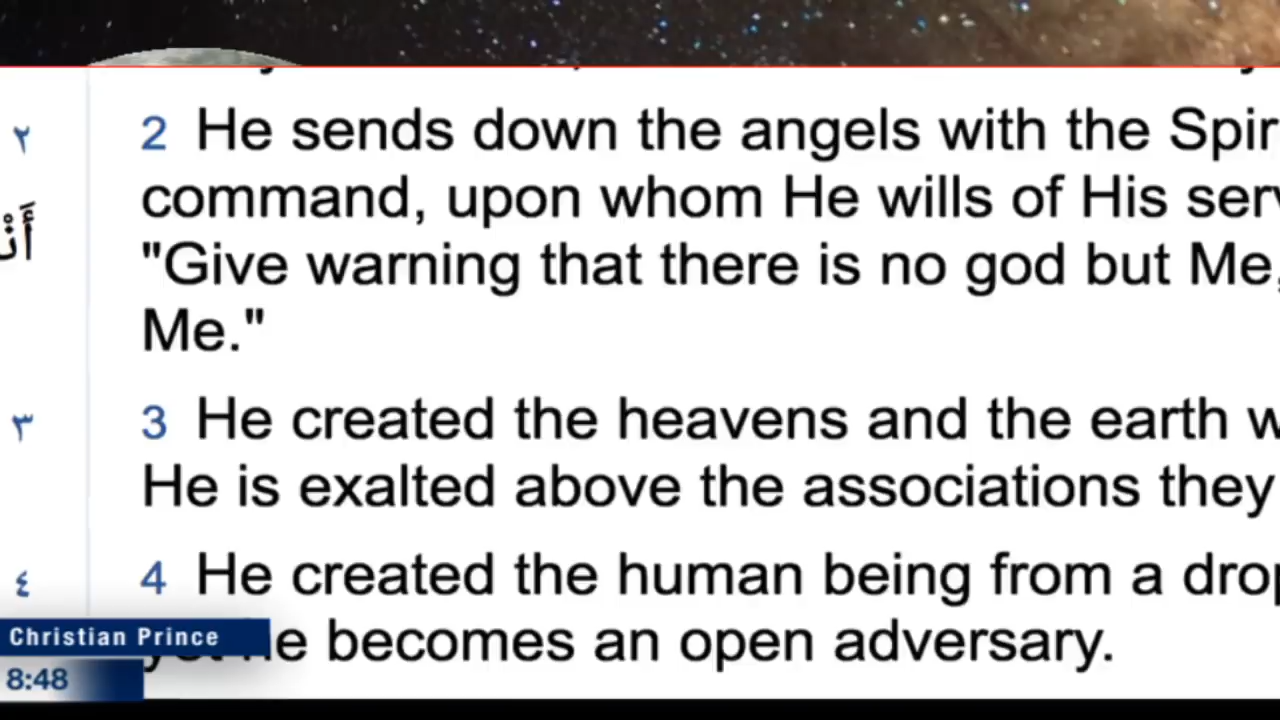 ٢ 2 He sends down the angels with the
command, upon whom He wills of His
"Give warning that there is no god but Me,
Me."
٣ 3 He created the heavens and the earth
He is exalted above the associations they
٤ 4 He created the human being from a
he becomes an open adversary.
Christian Prince
8:48